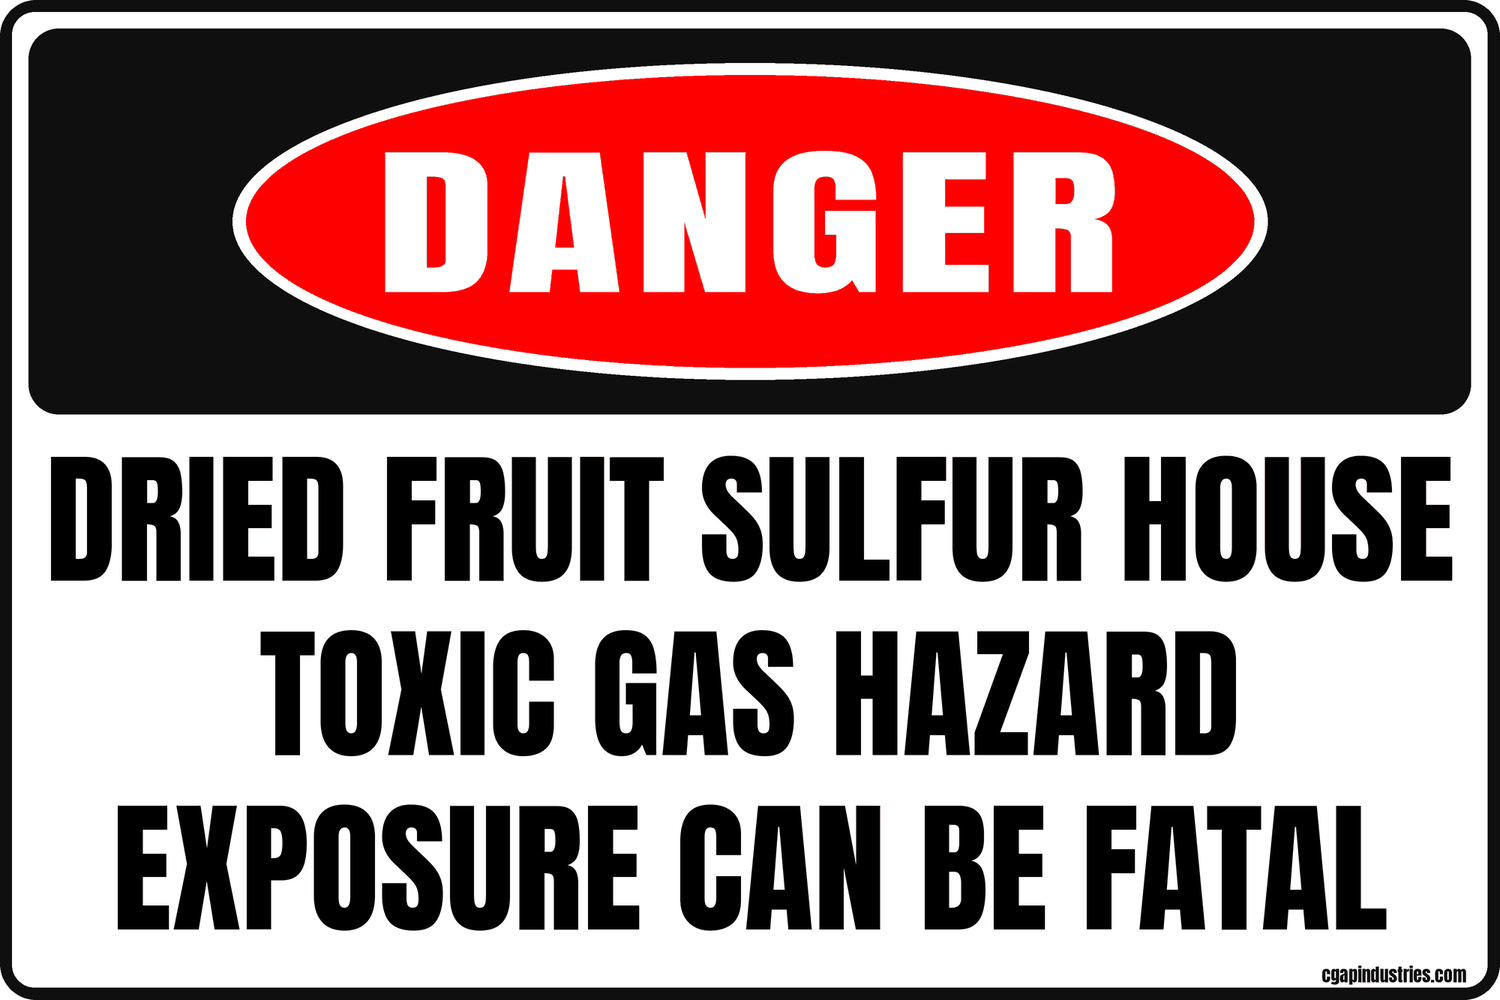 DANGER
DRIED FRUIT SULFUR HOUSE
TOXIC GAS HAZARD
EXPOSURE CAN BE FATAL
cgapindustries.com